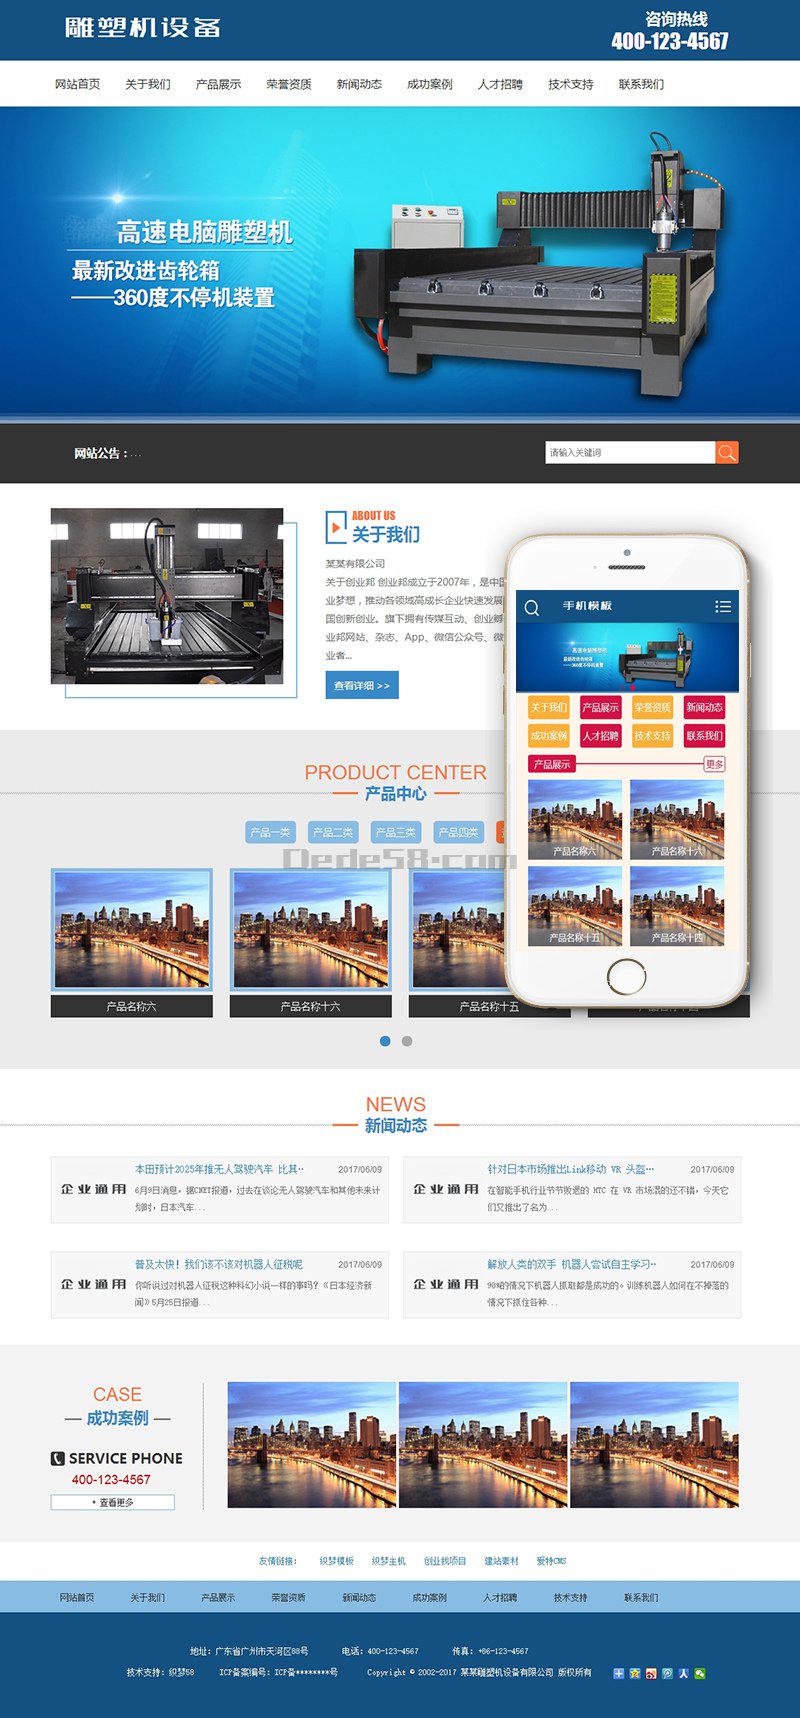 雕塑机设备
咨询热线
400-123-4567
网站首页 关于我们 产品展示 荣誉资质 新闻动态 成功案例 人才招聘 技术支持 联系我们
高速电脑雕塑机
最新改进齿轮箱
——360度不停机装置
网站公告：...
请输入关键词
ABOUT US
关于我们
某某有限公司
关于创业邦 创业邦成立于2007年，是中国
业梦想，推动各领域高成长企业快速发展
国创新创业。旗下拥有传媒互动、创业孵
业邦网站、杂志、App、微信公众号、微
业者...
查看详细 >>
手机模板
高速电脑雕塑机
最新改进齿轮箱
——360度不停机装置
关于我们 产品展示 荣誉资质 新闻动态
成功案例 人才招聘 技术支持 联系我们
产品展示 更多
产品名称六 产品名称十六
产品名称十五 产品名称十四
PRODUCT CENTER
产品中心
产品一类 产品二类 产品三类 产品四类
Dede58.com
产品名称六 产品名称十六 产品名称十五 产品名称十四
NEWS
新闻动态
企业通用
本田预计2025年推无人驾驶汽车 比其··
2017/06/09
6月9日消息，据CNET报道，过去在谈论无人驾驶汽车和其他未来计
划时，日本汽车...
企业通用
针对日本市场推出Link移动 VR 头盔···
2017/06/09
在智能手机行业节节败退的 HTC 在 VR 市场混的还不错，今天它
们又推出了名为...
企业通用
普及太快！我们该不该对机器人征税呢
2017/06/09
你听说过对机器人征税这种科幻小说一样的事吗？《日本经济新
闻》5月25日报道...
企业通用
解放人类的双手 机器人尝试自主学习··
2017/06/09
98%的情况下机器人抓取都是成功的。训练机器人如何在不掉落的
情况下抓住各种...
CASE
— 成功案例 —
SERVICE PHONE
400-123-4567
+ 查看更多
友情链接： 织梦模板 织梦主机 创业找项目 建站素材 爱特CMS
网站首页 关于我们 产品展示 荣誉资质 新闻动态 成功案例 人才招聘 技术支持 联系我们
地址：广东省广州市天河区88号 电话：400-123-4567 传真：+86-123-4567
技术支持：织梦58 ICP备案编号：ICP备********号 Copyright © 2002-2017 某某雕塑机设备有限公司 版权所有